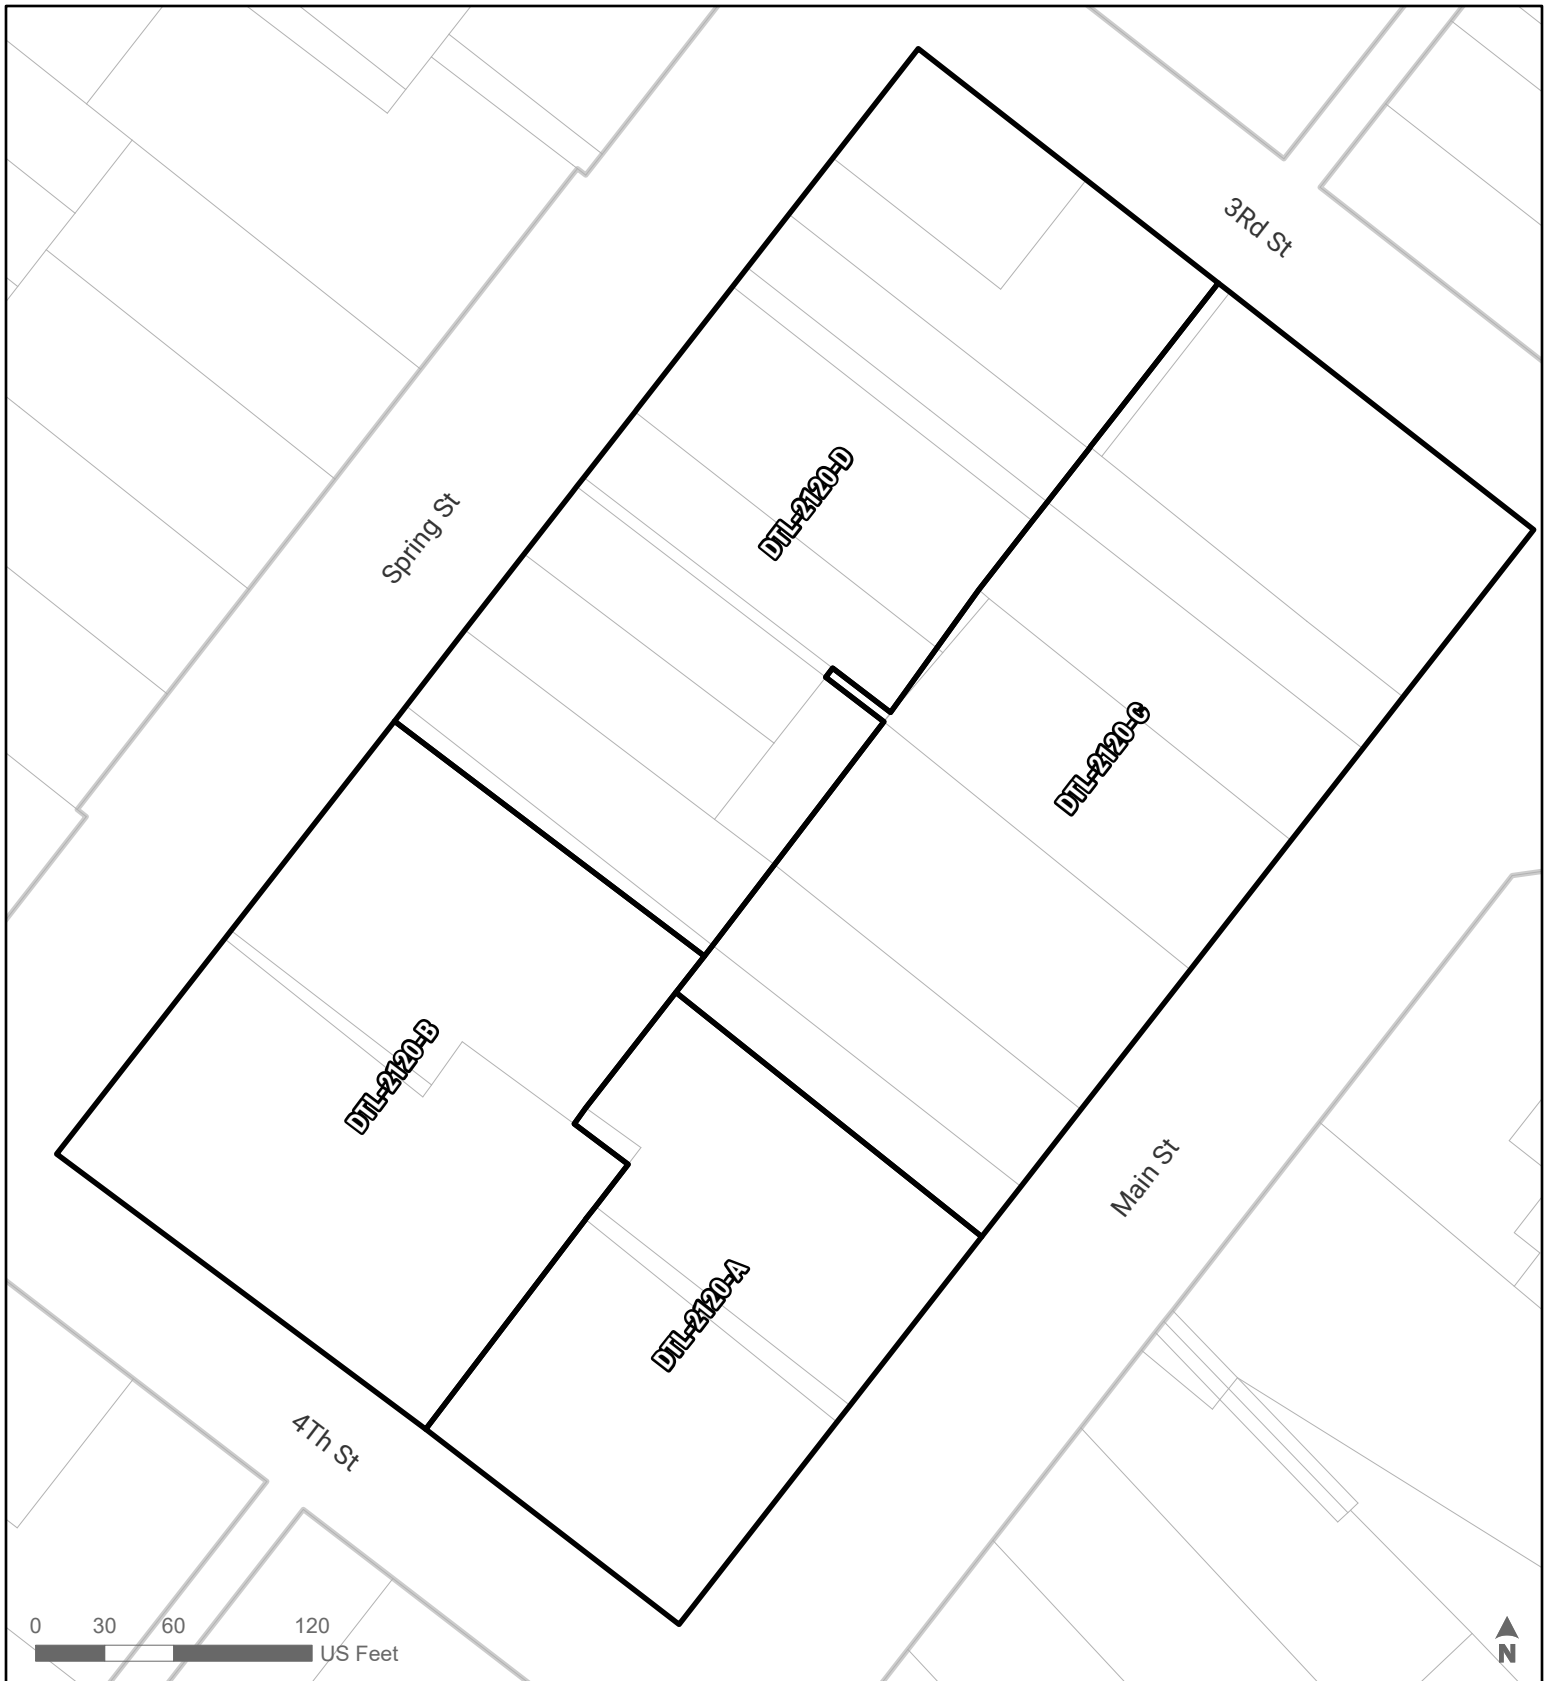 3Rd St
DTL-2120-D
Spring St
DTL-2120-C
DTL-2120-B
Main St
DTL-2120-A
4Th St
0 30 60 120
US Feet
N